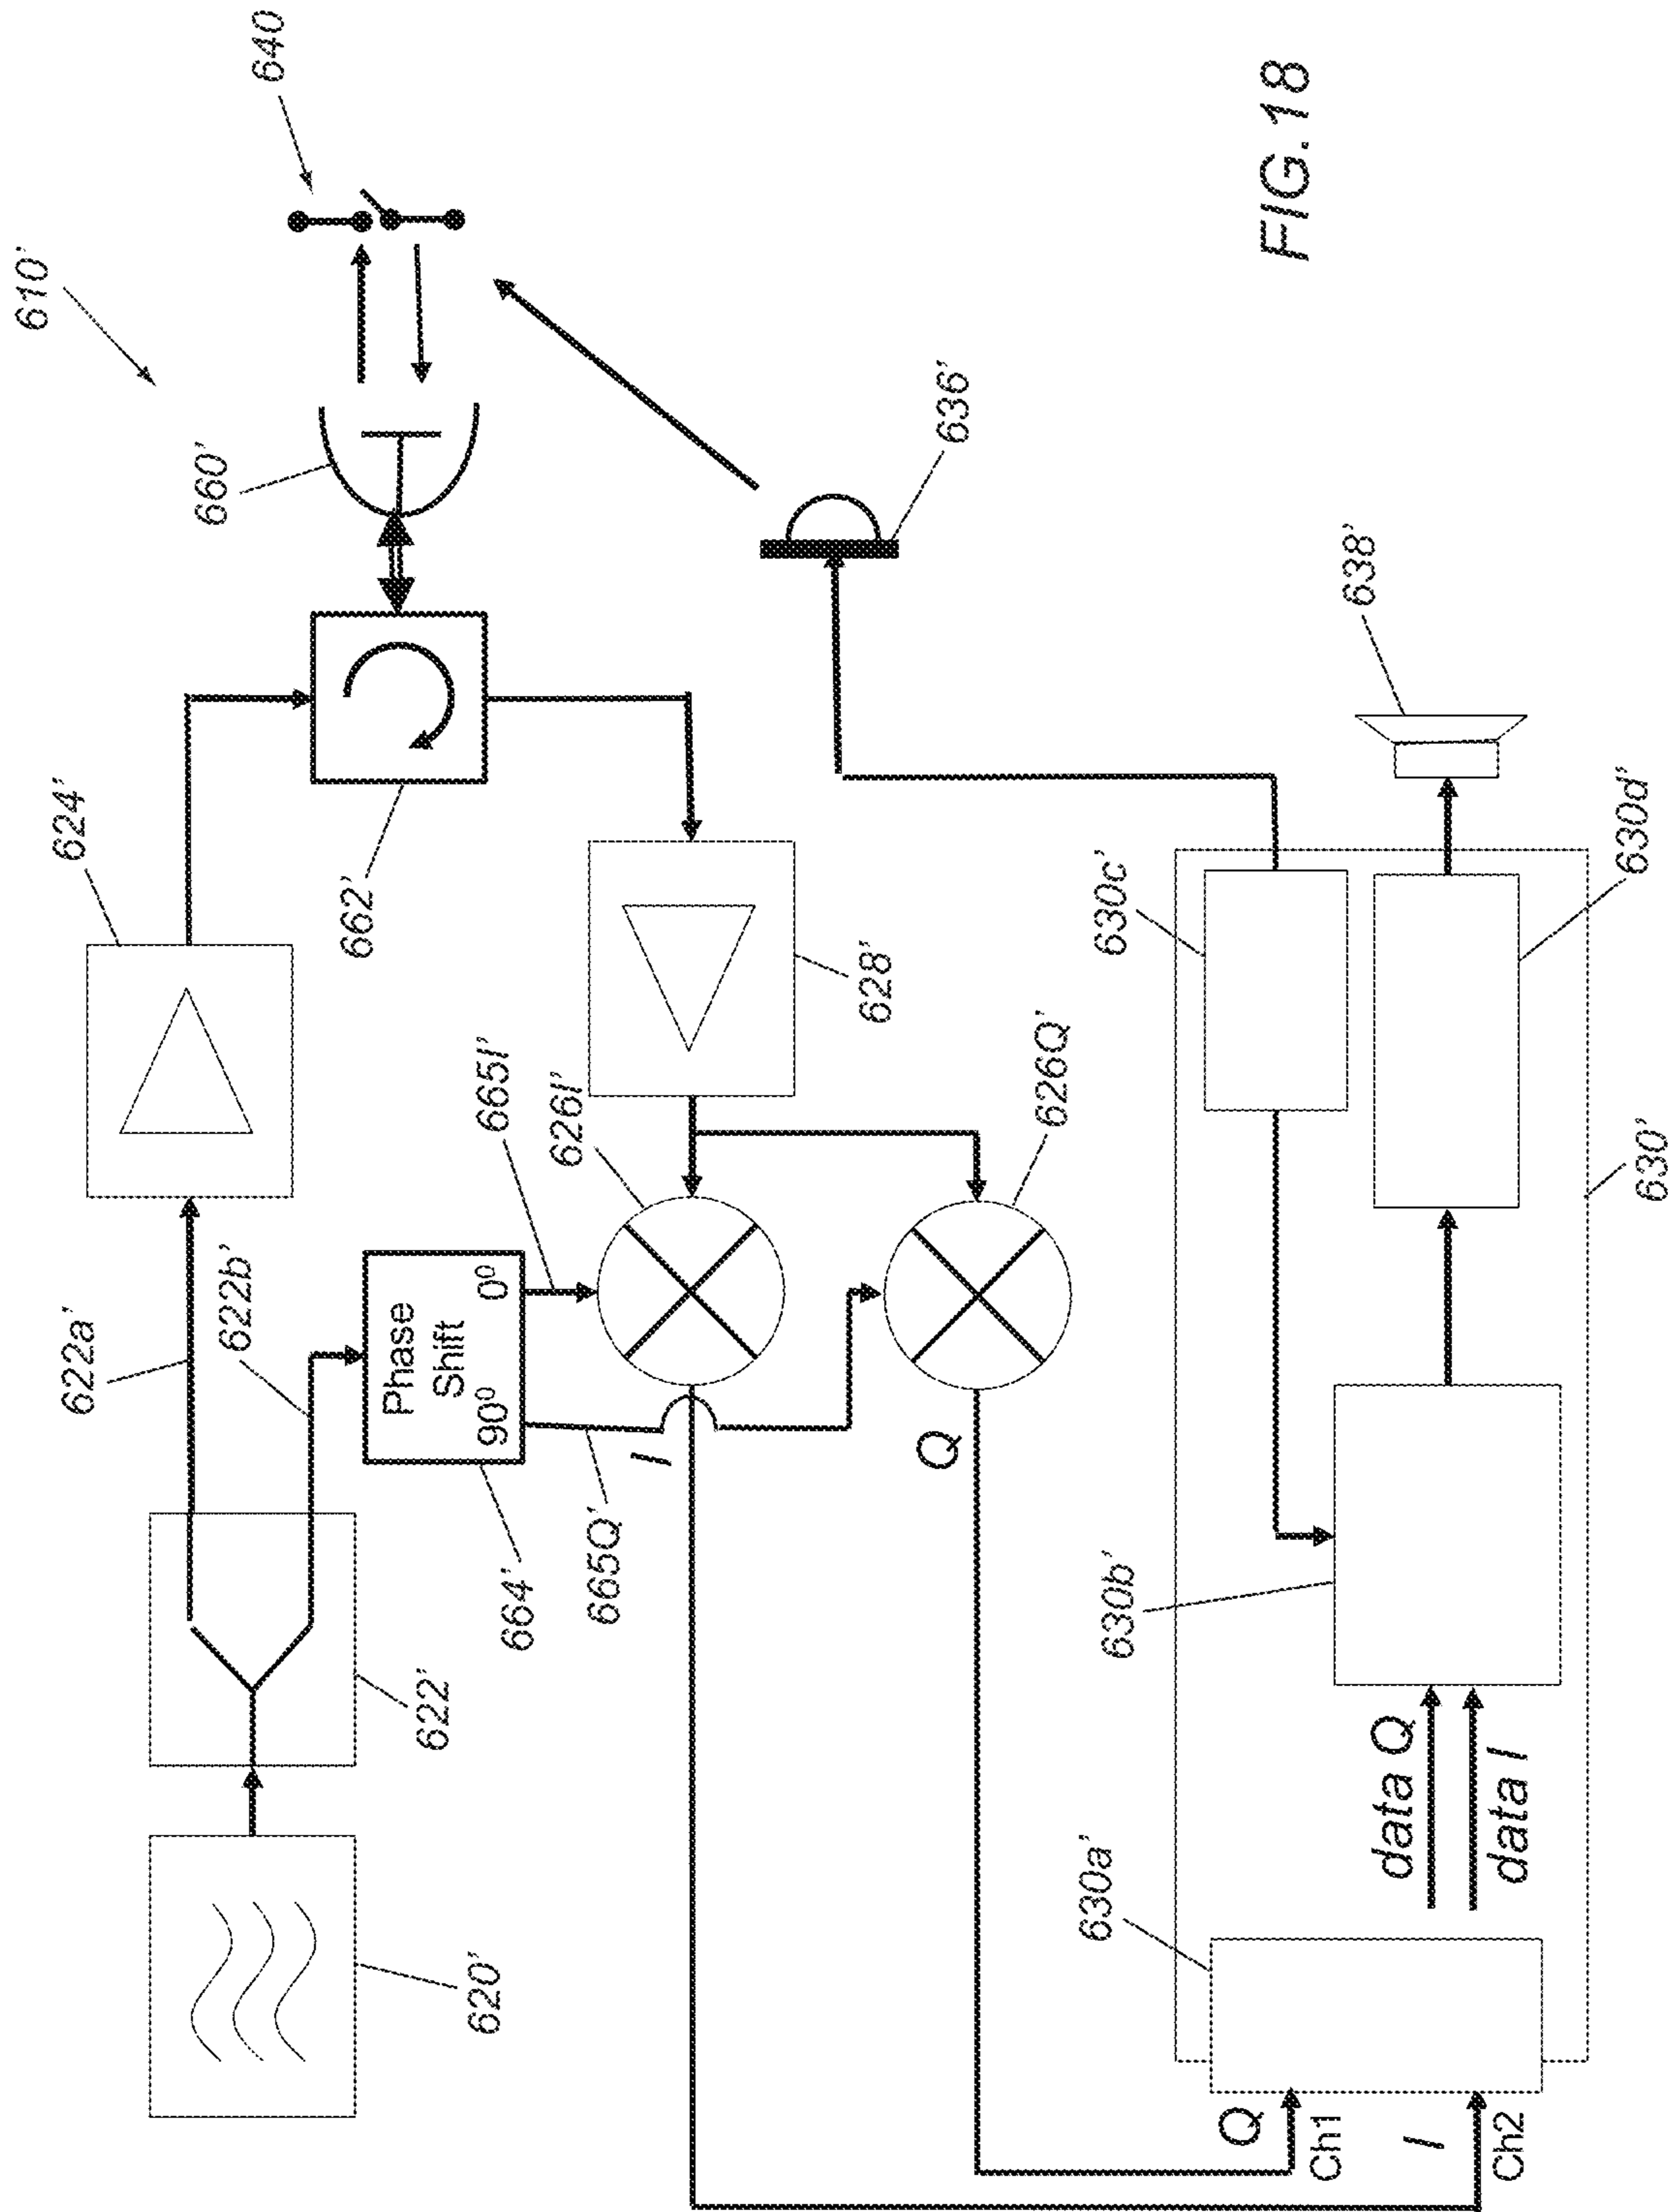 610'
640
624'
660'
622a'
622b'
662'
Phase
Shift
90⁰
0⁰
665I'
626I'
620'
622'
664'
665Q'
628'
636'
I
Q
626Q'
630c'
638'
630a'
630b'
630d'
Q
Ch1
data Q
I
Ch2
data I
630'
FIG.18